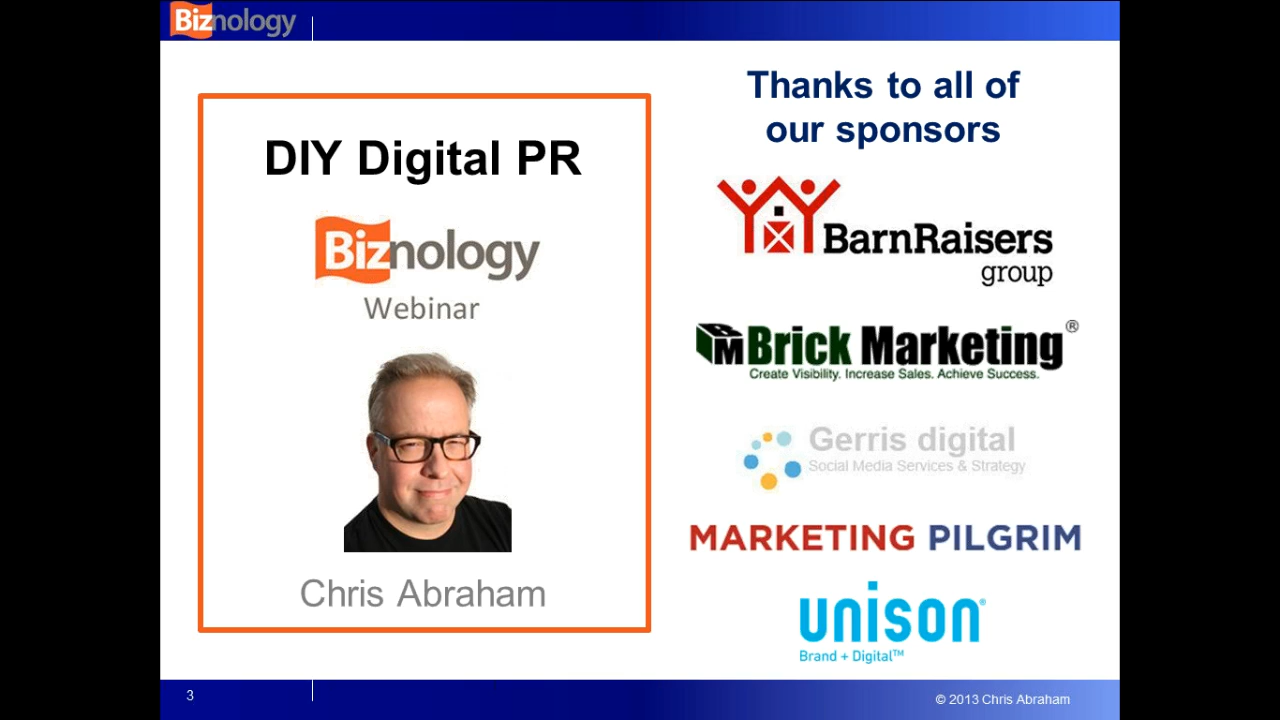 Biznology
DIY Digital PR
Biznology
Webinar
Chris Abraham
Thanks to all of
our sponsors
BarnRaisers
group
BM Brick Marketing®
Create Visibility. Increase Sales. Achieve Success.
Gerris digital
Social Media Services & Strategy
MARKETING PILGRIM
unison®
Brand + Digital™
3
© 2013 Chris Abraham